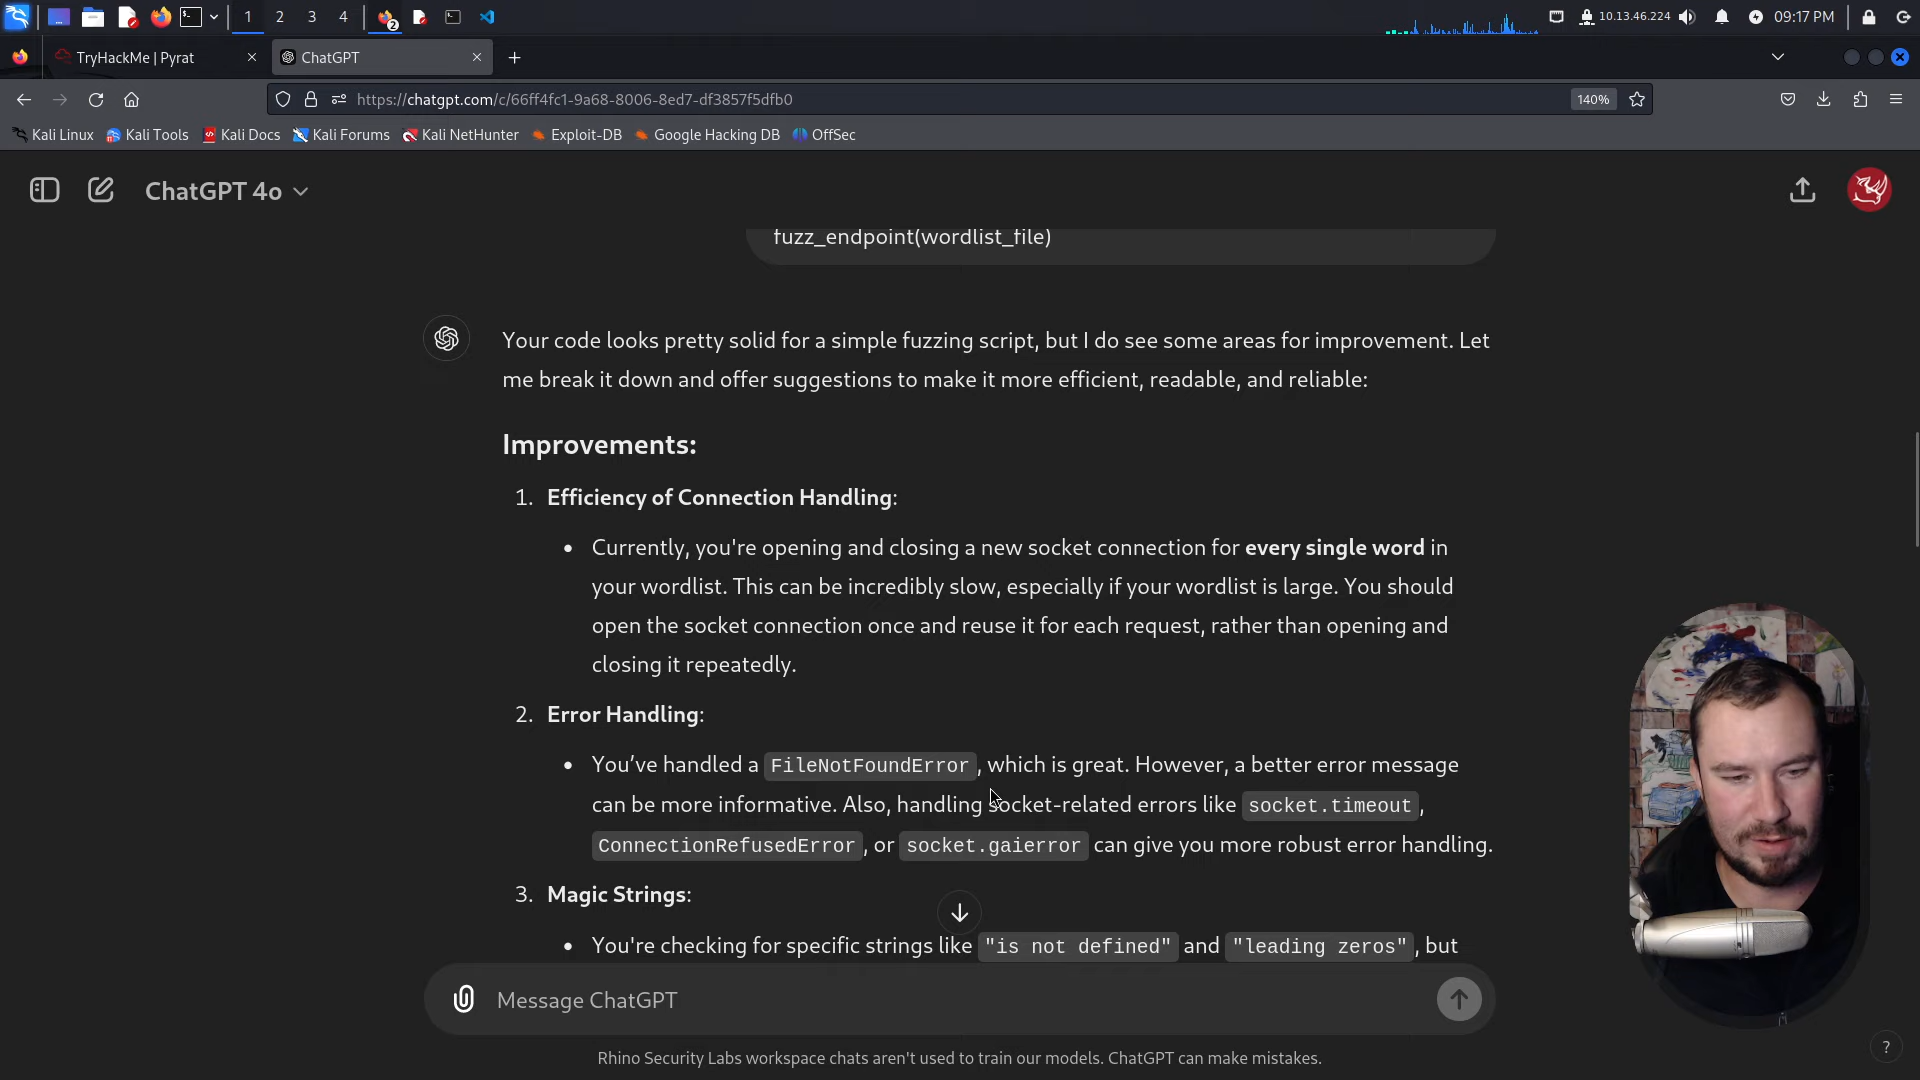 1 2 3 4 2 10.13.46.224 09:17 PM
TryHackMe | Pyrat ChatGPT
https://chatgpt.com/c/66ff4fc1-9a68-8006-8ed7-df3857f5dfb0 140%
Kali Linux Kali Tools Kali Docs Kali Forums Kali NetHunter Exploit-DB Google Hacking DB OffSec
ChatGPT 4o
fuzz_endpoint(wordlist_file)
Your code looks pretty solid for a simple fuzzing script, but I do see some areas for improvement. Let
me break it down and offer suggestions to make it more efficient, readable, and reliable:
Improvements:
1. Efficiency of Connection Handling:
• Currently, you're opening and closing a new socket connection for every single word in
your wordlist. This can be incredibly slow, especially if your wordlist is large. You should
open the socket connection once and reuse it for each request, rather than opening and
closing it repeatedly.
2. Error Handling:
• You’ve handled a FileNotFoundError, which is great. However, a better error message
can be more informative. Also, handling socket-related errors like socket.timeout,
ConnectionRefusedError, or socket.gaierror can give you more robust error handling.
3. Magic Strings:
• You're checking for specific strings like "is not defined" and "leading zeros", but
Message ChatGPT
Rhino Security Labs workspace chats aren't used to train our models. ChatGPT can make mistakes.
?